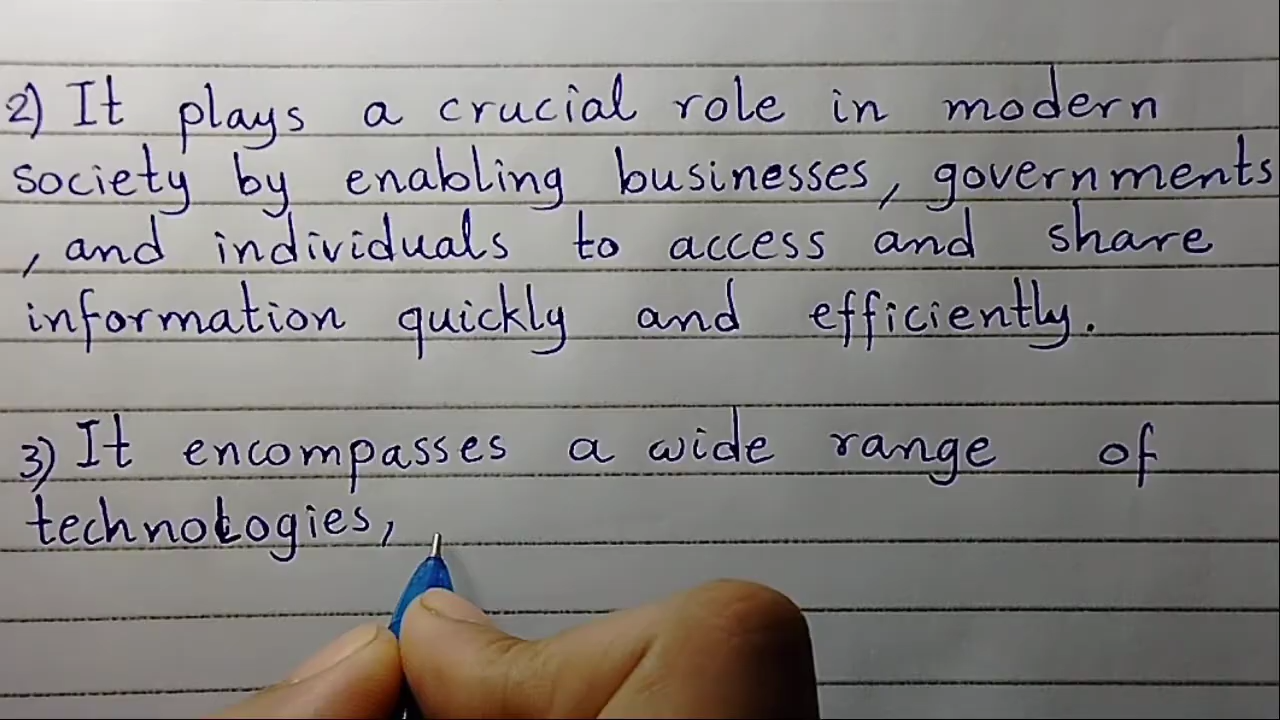 2) It plays a crucial role in modern
society by enabling businesses, governments
, and individuals to access and share
information quickly and efficiently.
3) It encompasses a wide range of
technologies,